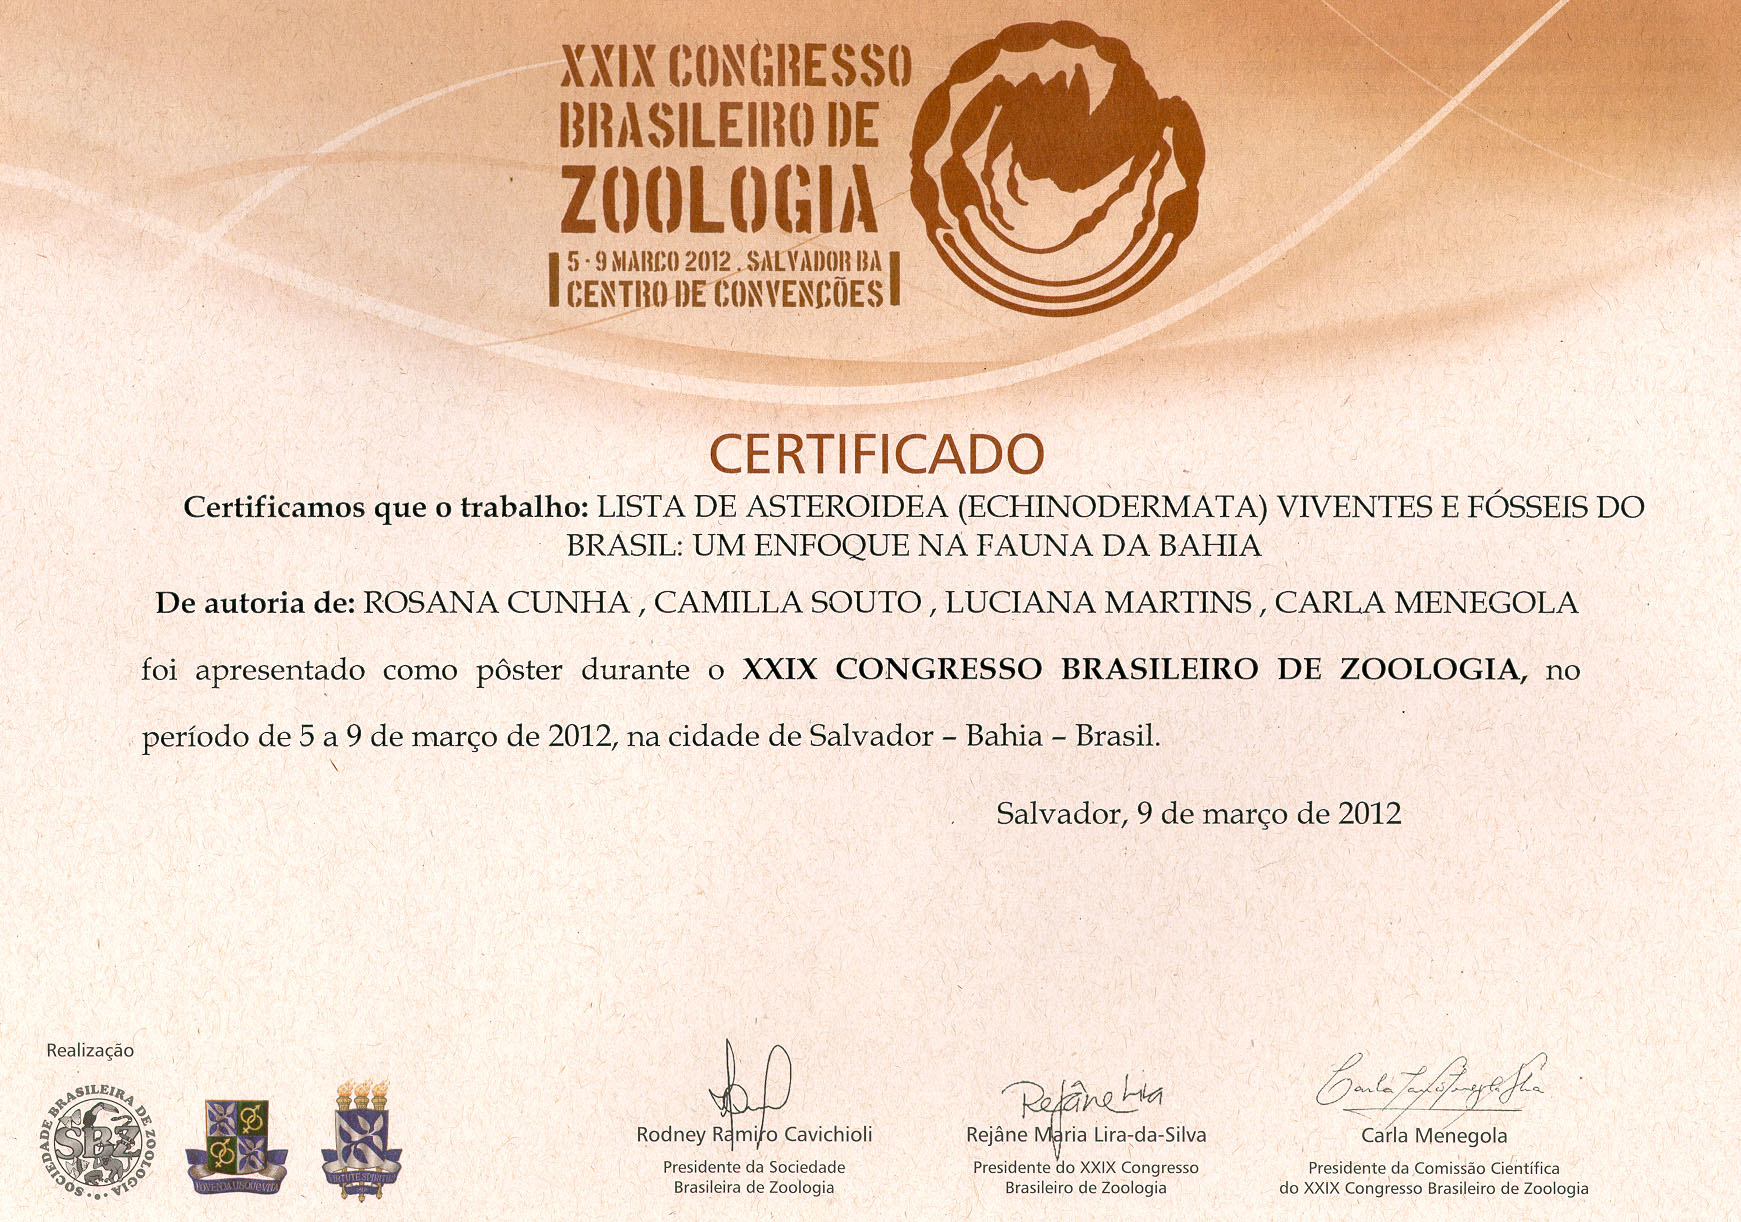 XXIX CONGRESSO
BRASILEIRO DE
ZOOLOGIA
5 - 9 MARCO 2012 . SALVADOR BA
CENTRO DE CONVENÇÕES
CERTIFICADO
Certificamos que o trabalho: LISTA DE ASTEROIDEA (ECHINODERMATA) VIVENTES E FÓSSEIS DO
BRASIL: UM ENFOQUE NA FAUNA DA BAHIA
De autoria de: ROSANA CUNHA , CAMILLA SOUTO , LUCIANA MARTINS , CARLA MENEGOLA
foi apresentado como pôster durante o XXIX CONGRESSO BRASILEIRO DE ZOOLOGIA, no
período de 5 a 9 de março de 2012, na cidade de Salvador – Bahia – Brasil.
Salvador, 9 de março de 2012
Realização
SOCIEDADE BRASILEIRA DE ZOOLOGIA
SBZ
VIRTUTE SPIRITUS
Rejâne Lira
Rodney Ramiro Cavichioli
Presidente da Sociedade
Brasileira de Zoologia
Rejâne Maria Lira-da-Silva
Presidente do XXIX Congresso
Brasileiro de Zoologia
Carla Menegola
Presidente da Comissão Científica
do XXIX Congresso Brasileiro de Zoologia